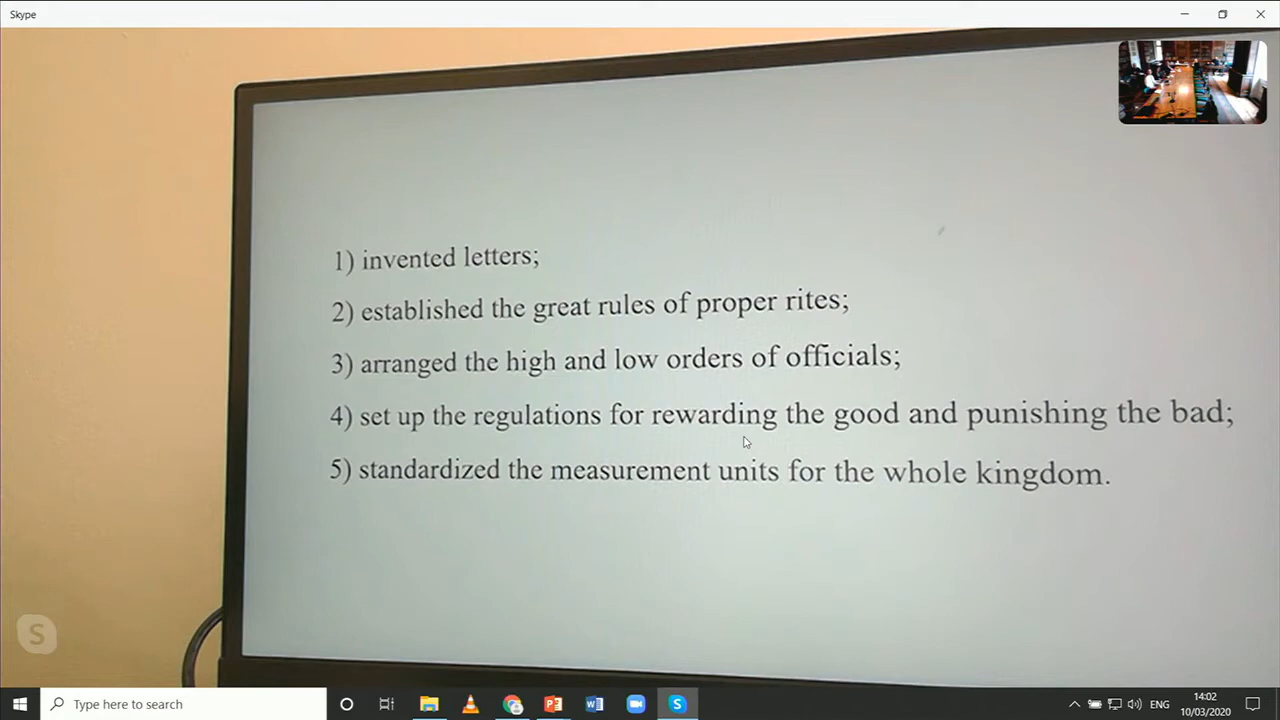 Skype
1) invented letters;
2) established the great rules of proper rites;
3) arranged the high and low orders of officials;
4) set up the regulations for rewarding the good and punishing the bad;
5) standardized the measurement units for the whole kingdom.
Type here to search
ENG
14:02
10/03/2020